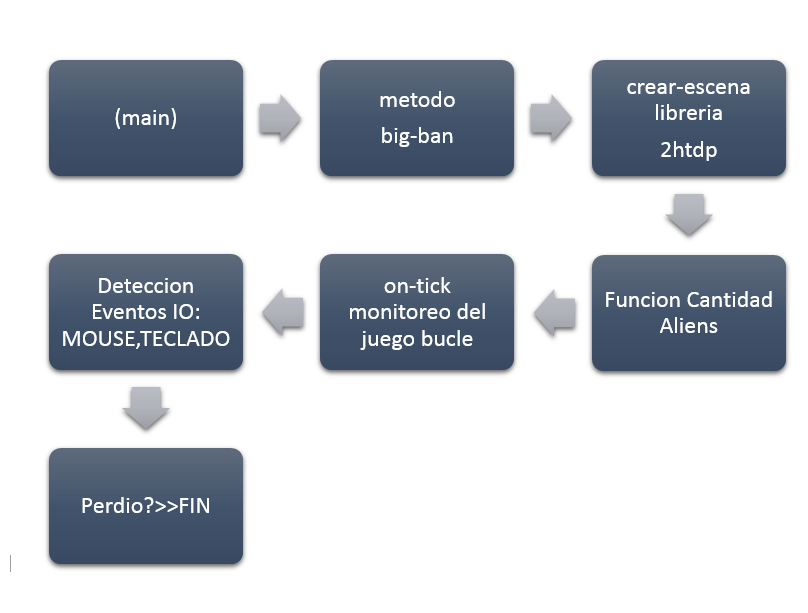 (main)
metodo
big-ban
crear-escena
libreria
2htdp
Funcion Cantidad
Aliens
on-tick
monitoreo del
juego bucle
Deteccion
Eventos IO:
MOUSE,TECLADO
Perdio?>>FIN